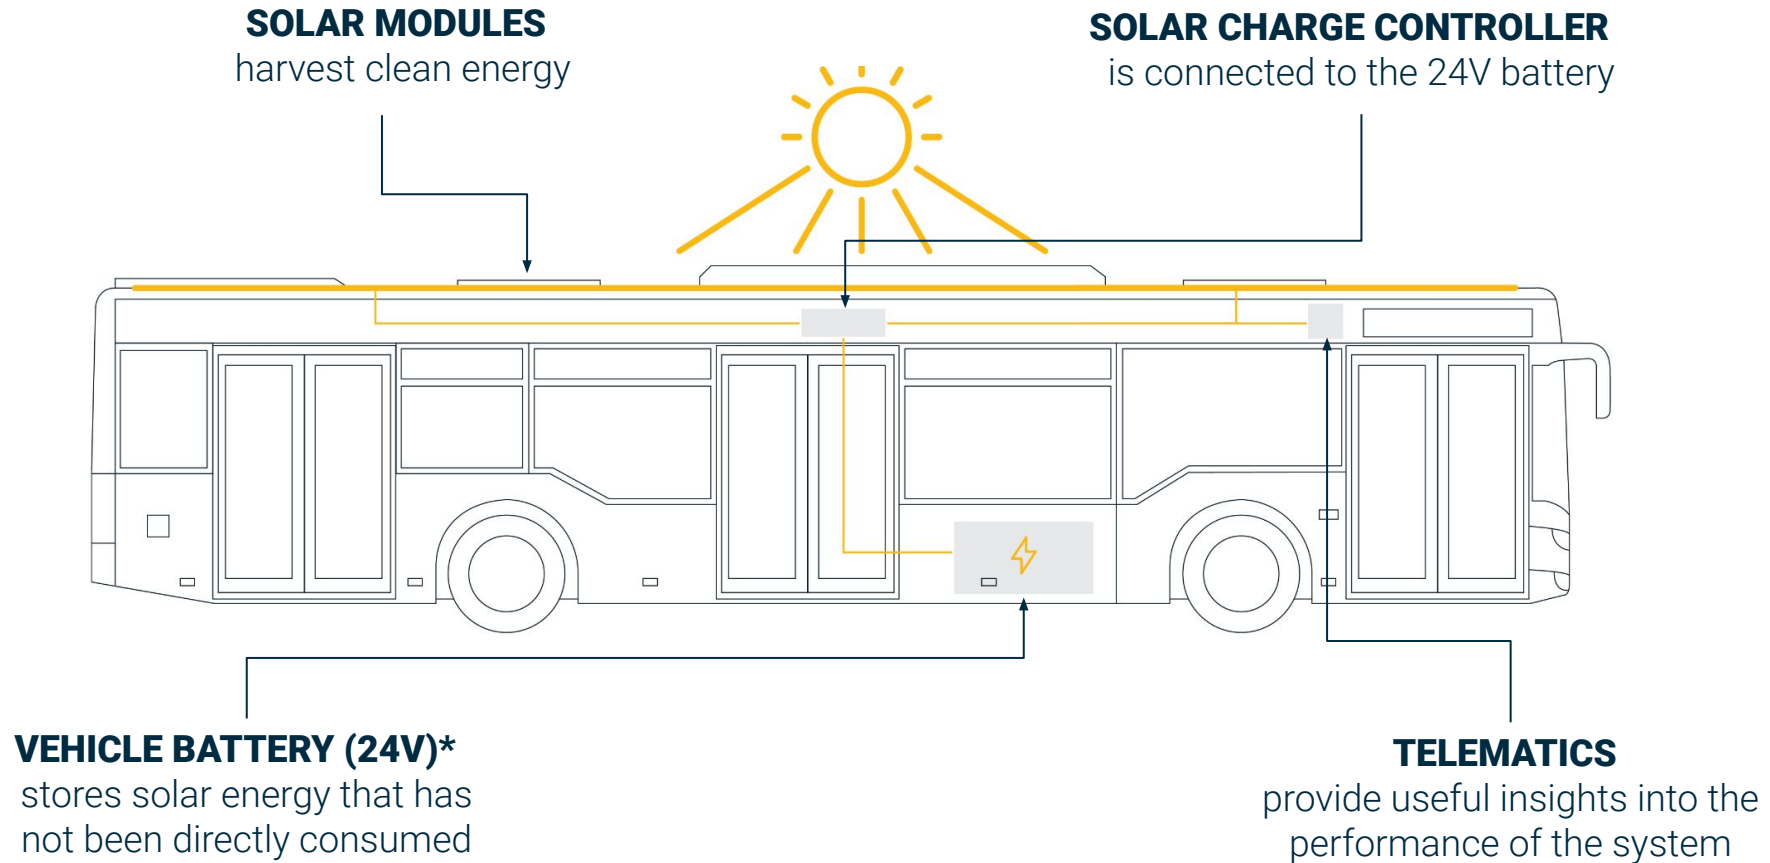 SOLAR MODULES
harvest clean energy
SOLAR CHARGE CONTROLLER
is connected to the 24V battery
VEHICLE BATTERY (24V)*
stores solar energy that has
not been directly consumed
TELEMATICS
provide useful insights into the
performance of the system